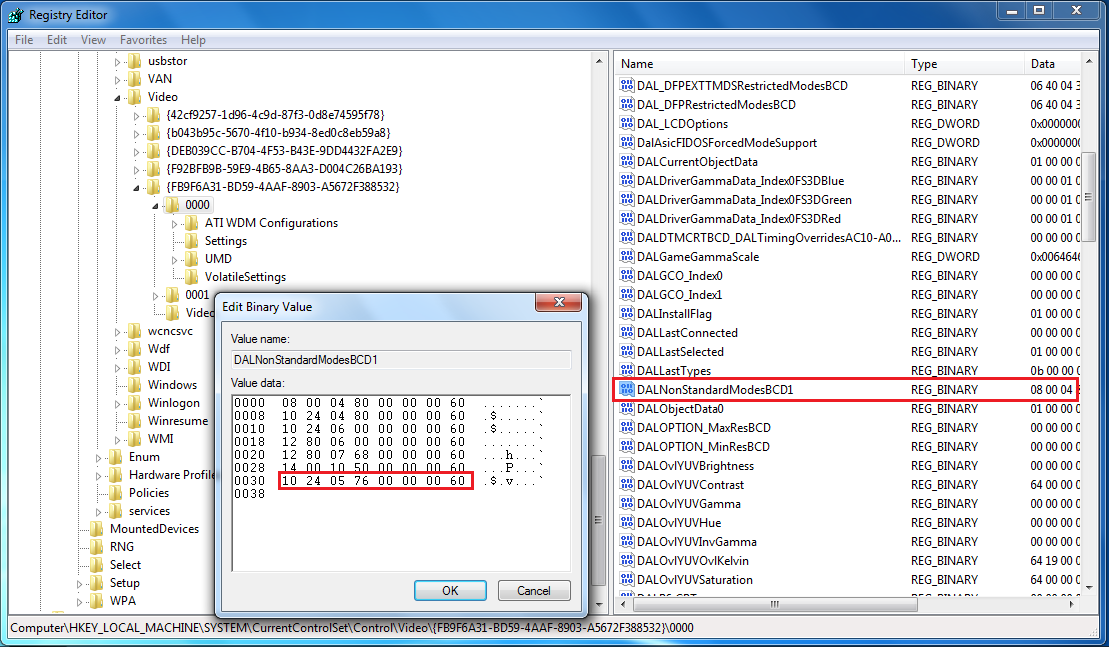 Registry Editor
File Edit View Favorites Help
usbstor
VAN
Video
{42cf9257-1d96-4c9d-87f3-0d8e74595f78}
{b043b95c-5670-4f10-b934-8ed0c8eb59a8}
{DEB039CC-B704-4F53-B43E-9DD4432FA2E9}
{F92BFB9B-59E9-4B65-8AA3-D004C26BA193}
{FB9F6A31-BD59-4AAF-8903-A5672F388532}
0000
ATI WDM Configurations
Settings
UMD
VolatileSettings
0001
Video
wcncsvc
Wdf
WDI
Windows
Winlogon
Winresume
WMI
Enum
Hardware Profile
Policies
services
MountedDevices
RNG
Select
Setup
WPA
Edit Binary Value
Value name:
DALNonStandardModesBCD1
Value data:
0000 08 00 04 80 00 00 00 60 .......`
0008 10 24 04 80 00 00 00 60 .$.....`
0010 10 24 06 00 00 00 00 60 .$.....`
0018 12 80 06 00 00 00 00 60 .......`
0020 12 80 07 68 00 00 00 60 ...h...`
0028 14 00 10 50 00 00 00 60 ...P...`
0030 10 24 05 76 00 00 00 60 .$.v...`
0038
OK Cancel
Name Type Data
DAL_DFPEXTTMDSRestrictedModesBCD REG_BINARY 06 40 04 3
DAL_DFPRestrictedModesBCD REG_BINARY 06 40 04 3
DAL_LCDOptions REG_DWORD 0x0000000
DalAsicFIDOSForcedModeSupport REG_DWORD 0x0000000
DALCurrentObjectData REG_BINARY 01 00 00 0
DALDriverGammaData_Index0FS3DBlue REG_BINARY 00 00 01 0
DALDriverGammaData_Index0FS3DGreen REG_BINARY 00 00 01 0
DALDriverGammaData_Index0FS3DRed REG_BINARY 00 00 01 0
DALDTMCRTBCD_DALTimingOverridesAC10-A0... REG_BINARY 00 00 00 0
DALGameGammaScale REG_DWORD 0x0064646
DALGCO_Index0 REG_BINARY 00 00 00 0
DALGCO_Index1 REG_BINARY 00 00 00 0
DALInstallFlag REG_BINARY 01 00 00 0
DALLastConnected REG_BINARY 00 00 00 0
DALLastSelected REG_BINARY 01 00 00 0
DALLastTypes REG_BINARY 0b 00 00 0
DALNonStandardModesBCD1 REG_BINARY 08 00 04 8
DALObjectData0 REG_BINARY 01 00 00 0
DALOPTION_MaxResBCD REG_BINARY 00 00 00 0
DALOPTION_MinResBCD REG_BINARY 00 00 00 0
DALOvlYUVBrightness REG_BINARY 00 00 00 0
DALOvlYUVContrast REG_BINARY 64 00 00 0
DALOvlYUVGamma REG_BINARY 00 00 00 0
DALOvlYUVHue REG_BINARY 00 00 00 0
DALOvlYUVInvGamma REG_BINARY 00 00 00 0
DALOvlYUVOvlKelvin REG_BINARY 64 19 00 0
DALOvlYUVSaturation REG_BINARY 64 00 00 0
Computer\HKEY_LOCAL_MACHINE\SYSTEM\CurrentControlSet\Control\Video\{FB9F6A31-BD59-4AAF-8903-A5672F388532}\0000